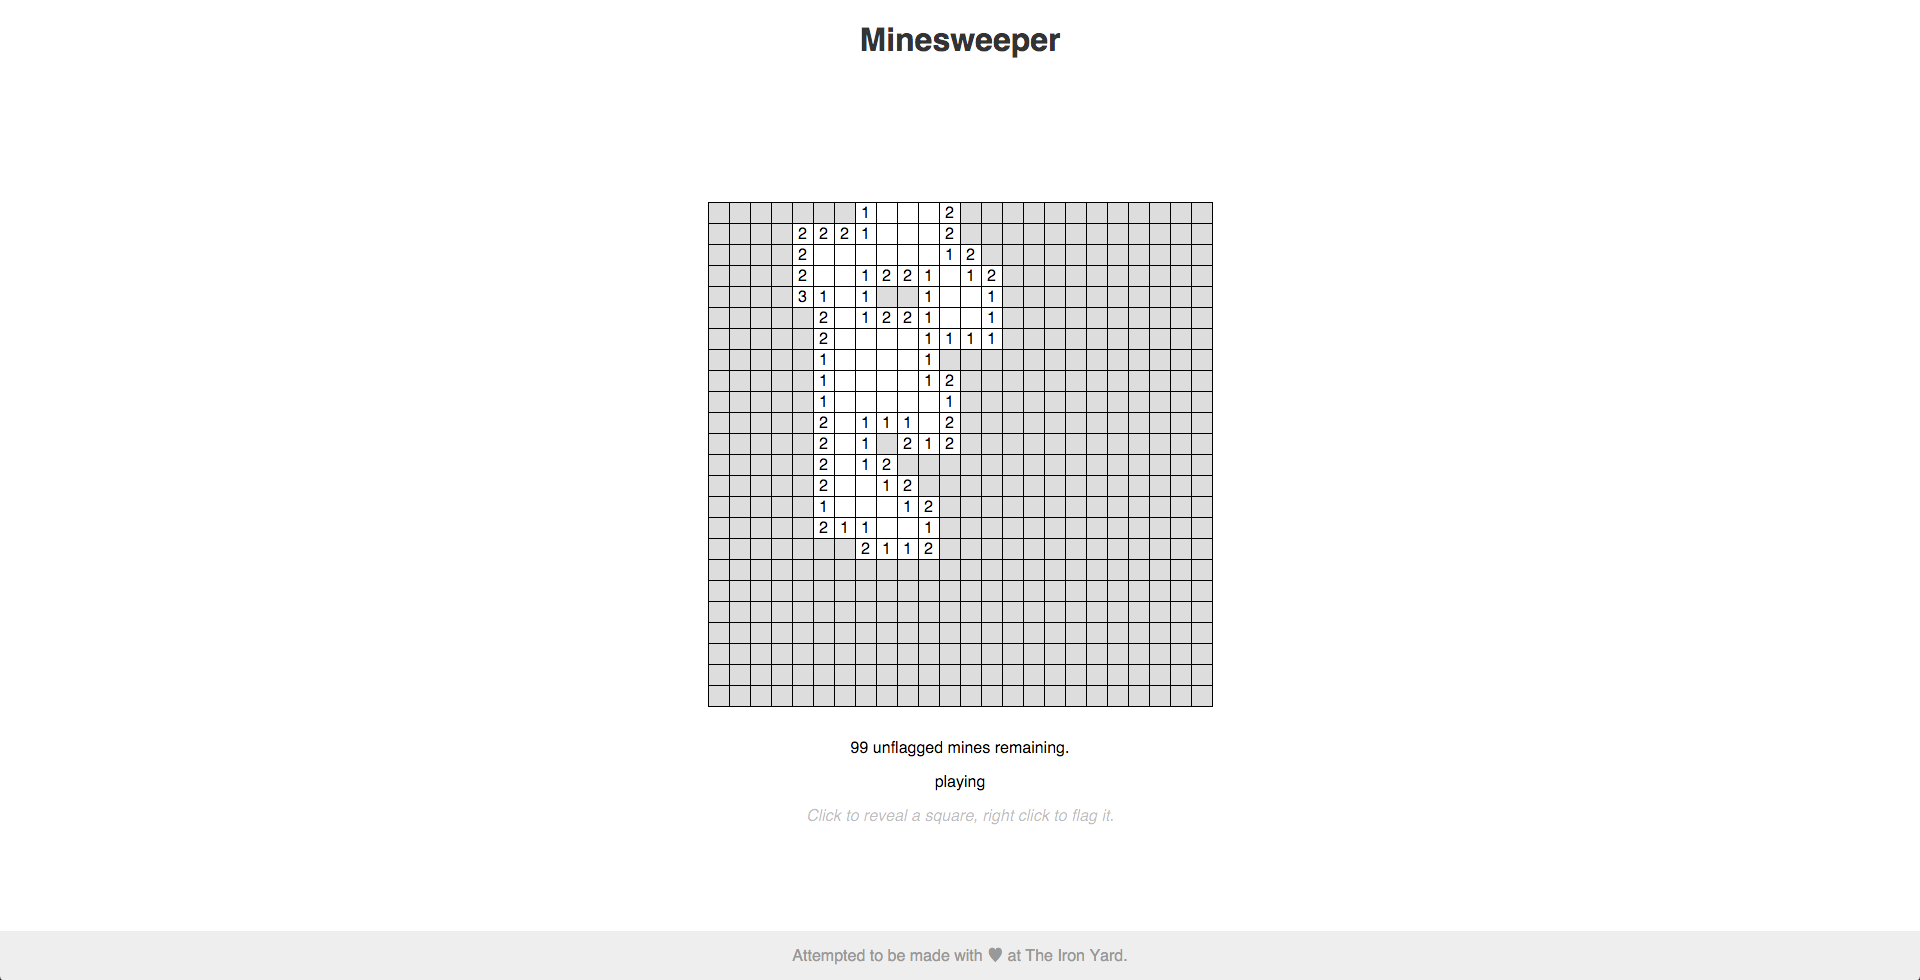 Minesweeper
1 2
2 2 2 1 2
2 1 2
2 1 2 2 1 1 2
3 1 1 1 1
2 1 2 2 1 1
2 1 1 1 1
1 1
1 1 2
1 1
2 1 1 1 2
2 1 2 1 2
2 1 2
2 1 2
1 1 2
2 1 1 1
2 1 1 2
99 unflagged mines remaining.
playing
Click to reveal a square, right click to flag it.
Attempted to be made with ♥ at The Iron Yard.